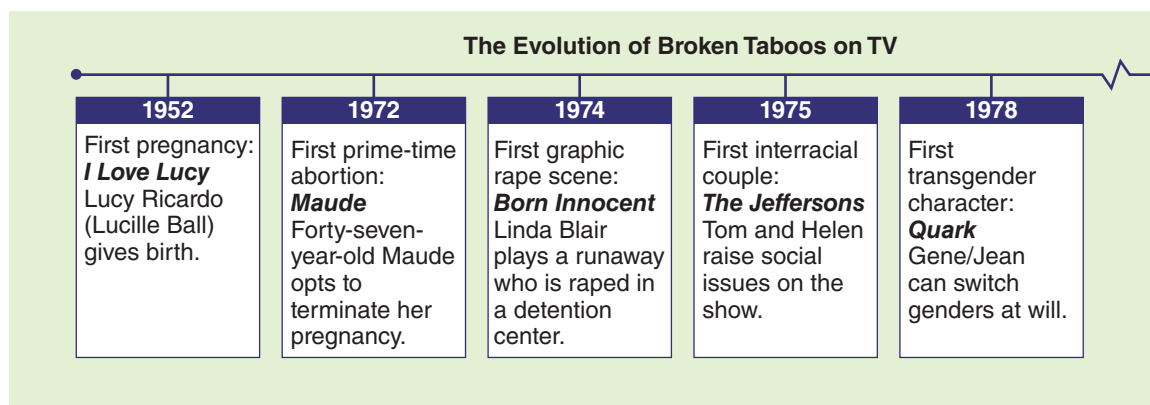 The Evolution of Broken Taboos on TV
1952
First pregnancy:
I Love Lucy
Lucy Ricardo
(Lucille Ball)
gives birth.
1972
First prime-time
abortion:
Maude
Forty-seven-
year-old Maude
opts to
terminate her
pregnancy.
1974
First graphic
rape scene:
Born Innocent
Linda Blair
plays a runaway
who is raped in
a detention
center.
1975
First interracial
couple:
The Jeffersons
Tom and Helen
raise social
issues on the
show.
1978
First
transgender
character:
Quark
Gene/Jean
can switch
genders at will.